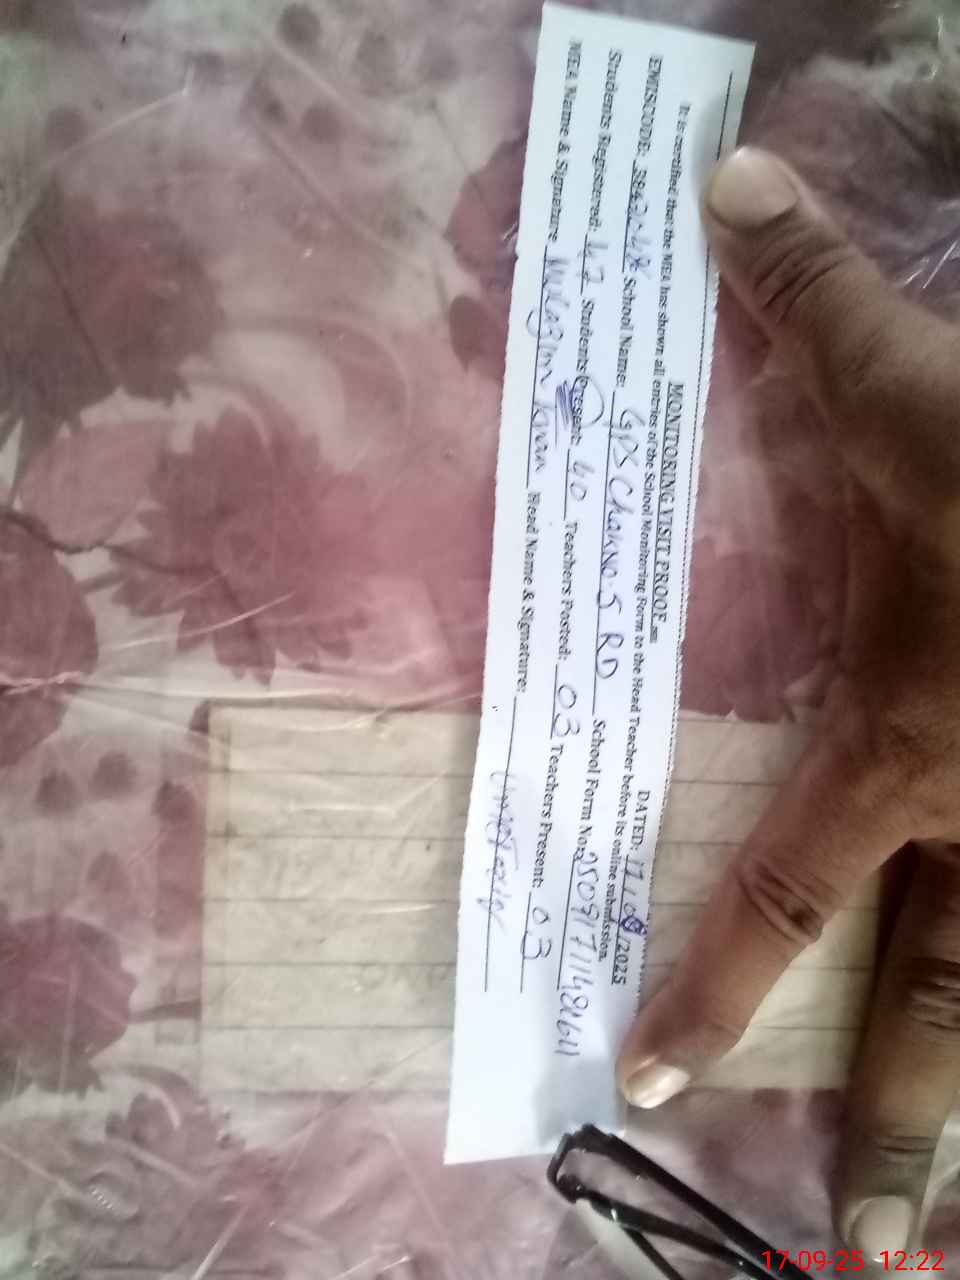 MONITORING VISIT PROOF
DATED: 17/09/2025
It is certified that the MEA has shown all entries of the School Monitoring Form to the Head Teacher before its online submission.
EMISCODE: School Name: GPS Chak No. 5 RD School Form No:
Students Registered: 47 Students Present: 40 Teachers Posted: 03 Teachers Present: 03
MEA Name & Signature Khan Head Name & Signature:
17-09-25 12:22